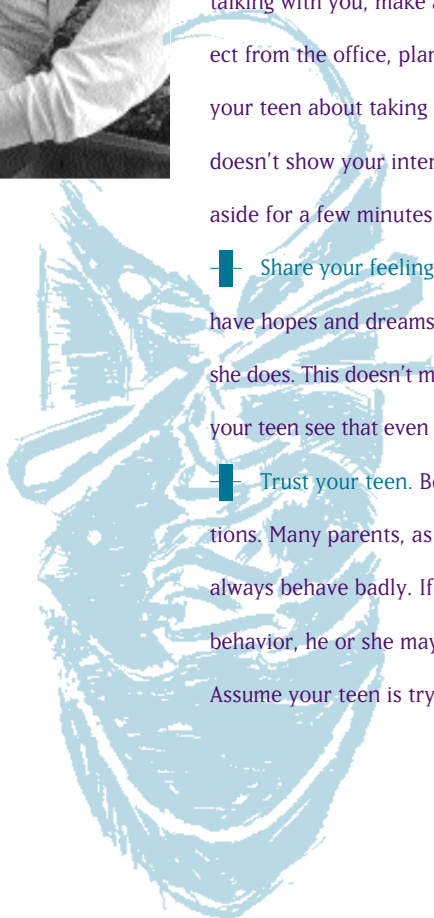 talking with you, make a
ect from the office, plan
your teen about taking
doesn't show your inter
aside for a few minutes
Share your feeling
have hopes and dreams
she does. This doesn't m
your teen see that even
Trust your teen. Be
tions. Many parents, as
always behave badly. If
behavior, he or she may
Assume your teen is try